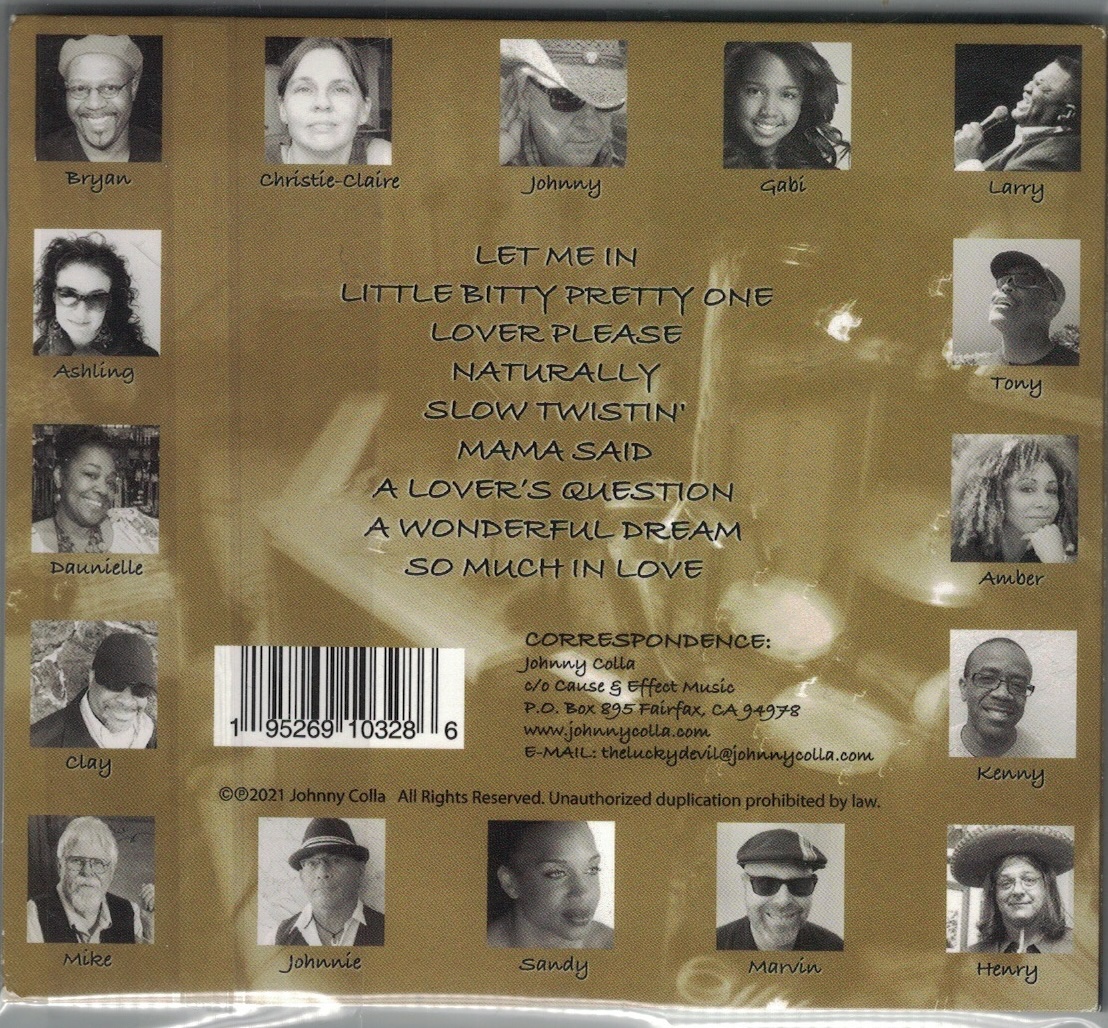 Bryan
Christie-Claire
Johnny
Gabi
Larry
Ashling
Tony
Daunielle
Amber
Clay
Kenny
LET ME IN
LITTLE BITTY PRETTY ONE
LOVER PLEASE
NATURALLY
SLOW TWISTIN'
MAMA SAID
A LOVER'S QUESTION
A WONDERFUL DREAM
SO MUCH IN LOVE
CORRESPONDENCE:
Johnny Colla
c/o Cause & Effect Music
P.O. Box 895 Fairfax, CA 94978
www.johnnycolla.com
E-MAIL: theluckydevil@johnnycolla.com
1 95269 10328 6
©℗2021 Johnny Colla All Rights Reserved. Unauthorized duplication prohibited by law.
Mike
Johnnie
Sandy
Marvin
Henry